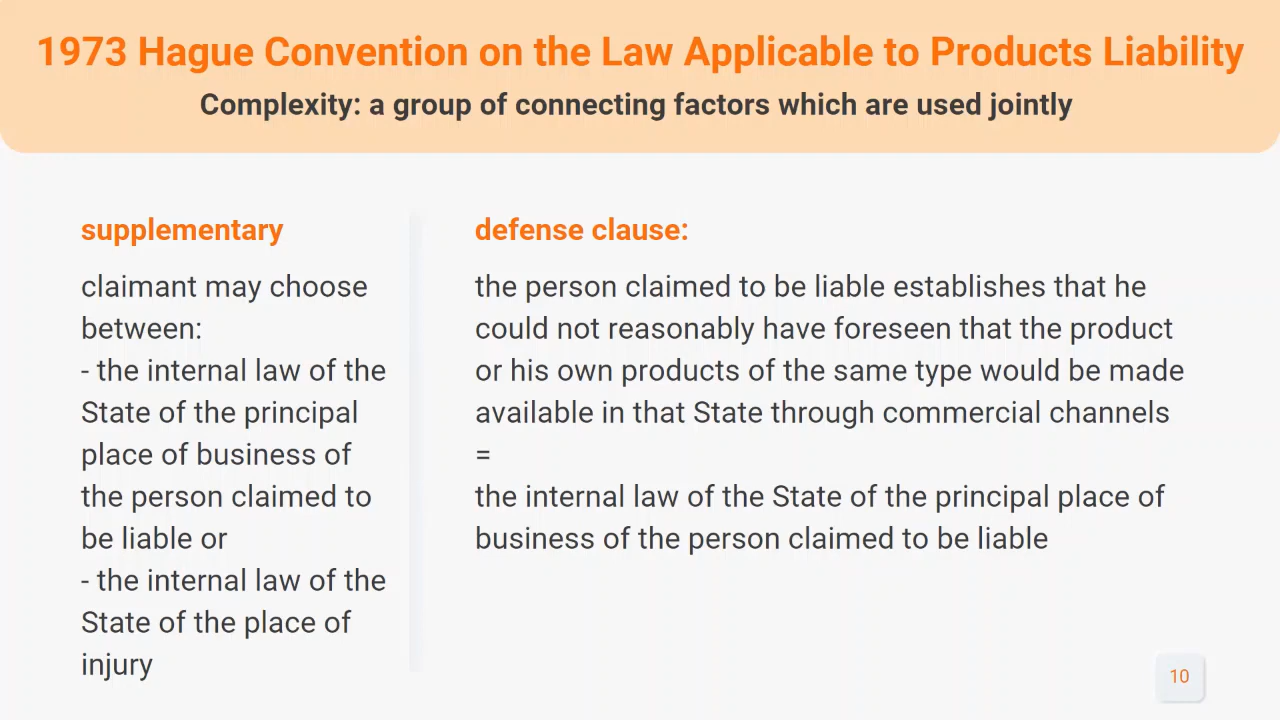 1973 Hague Convention on the Law Applicable to Products Liability
Complexity: a group of connecting factors which are used jointly
supplementary
claimant may choose
between:
- the internal law of the
State of the principal
place of business of
the person claimed to
be liable or
- the internal law of the
State of the place of
injury
defense clause:
the person claimed to be liable establishes that he
could not reasonably have foreseen that the product
or his own products of the same type would be made
available in that State through commercial channels
=
the internal law of the State of the principal place of
business of the person claimed to be liable
10